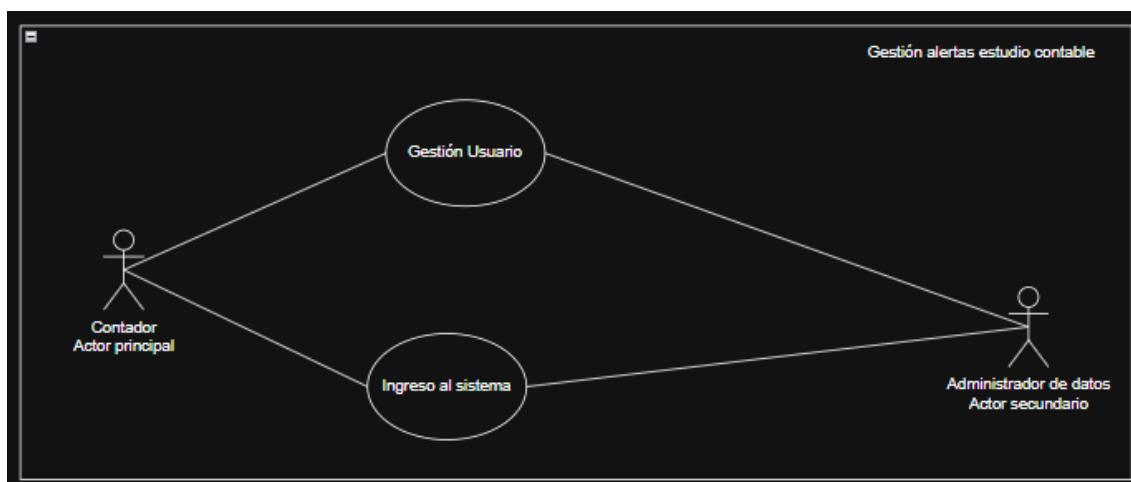 Gestión alertas estudio contable
Gestión Usuario
Contador
Actor principal
Ingreso al sistema
Administrador de datos
Actor secundario